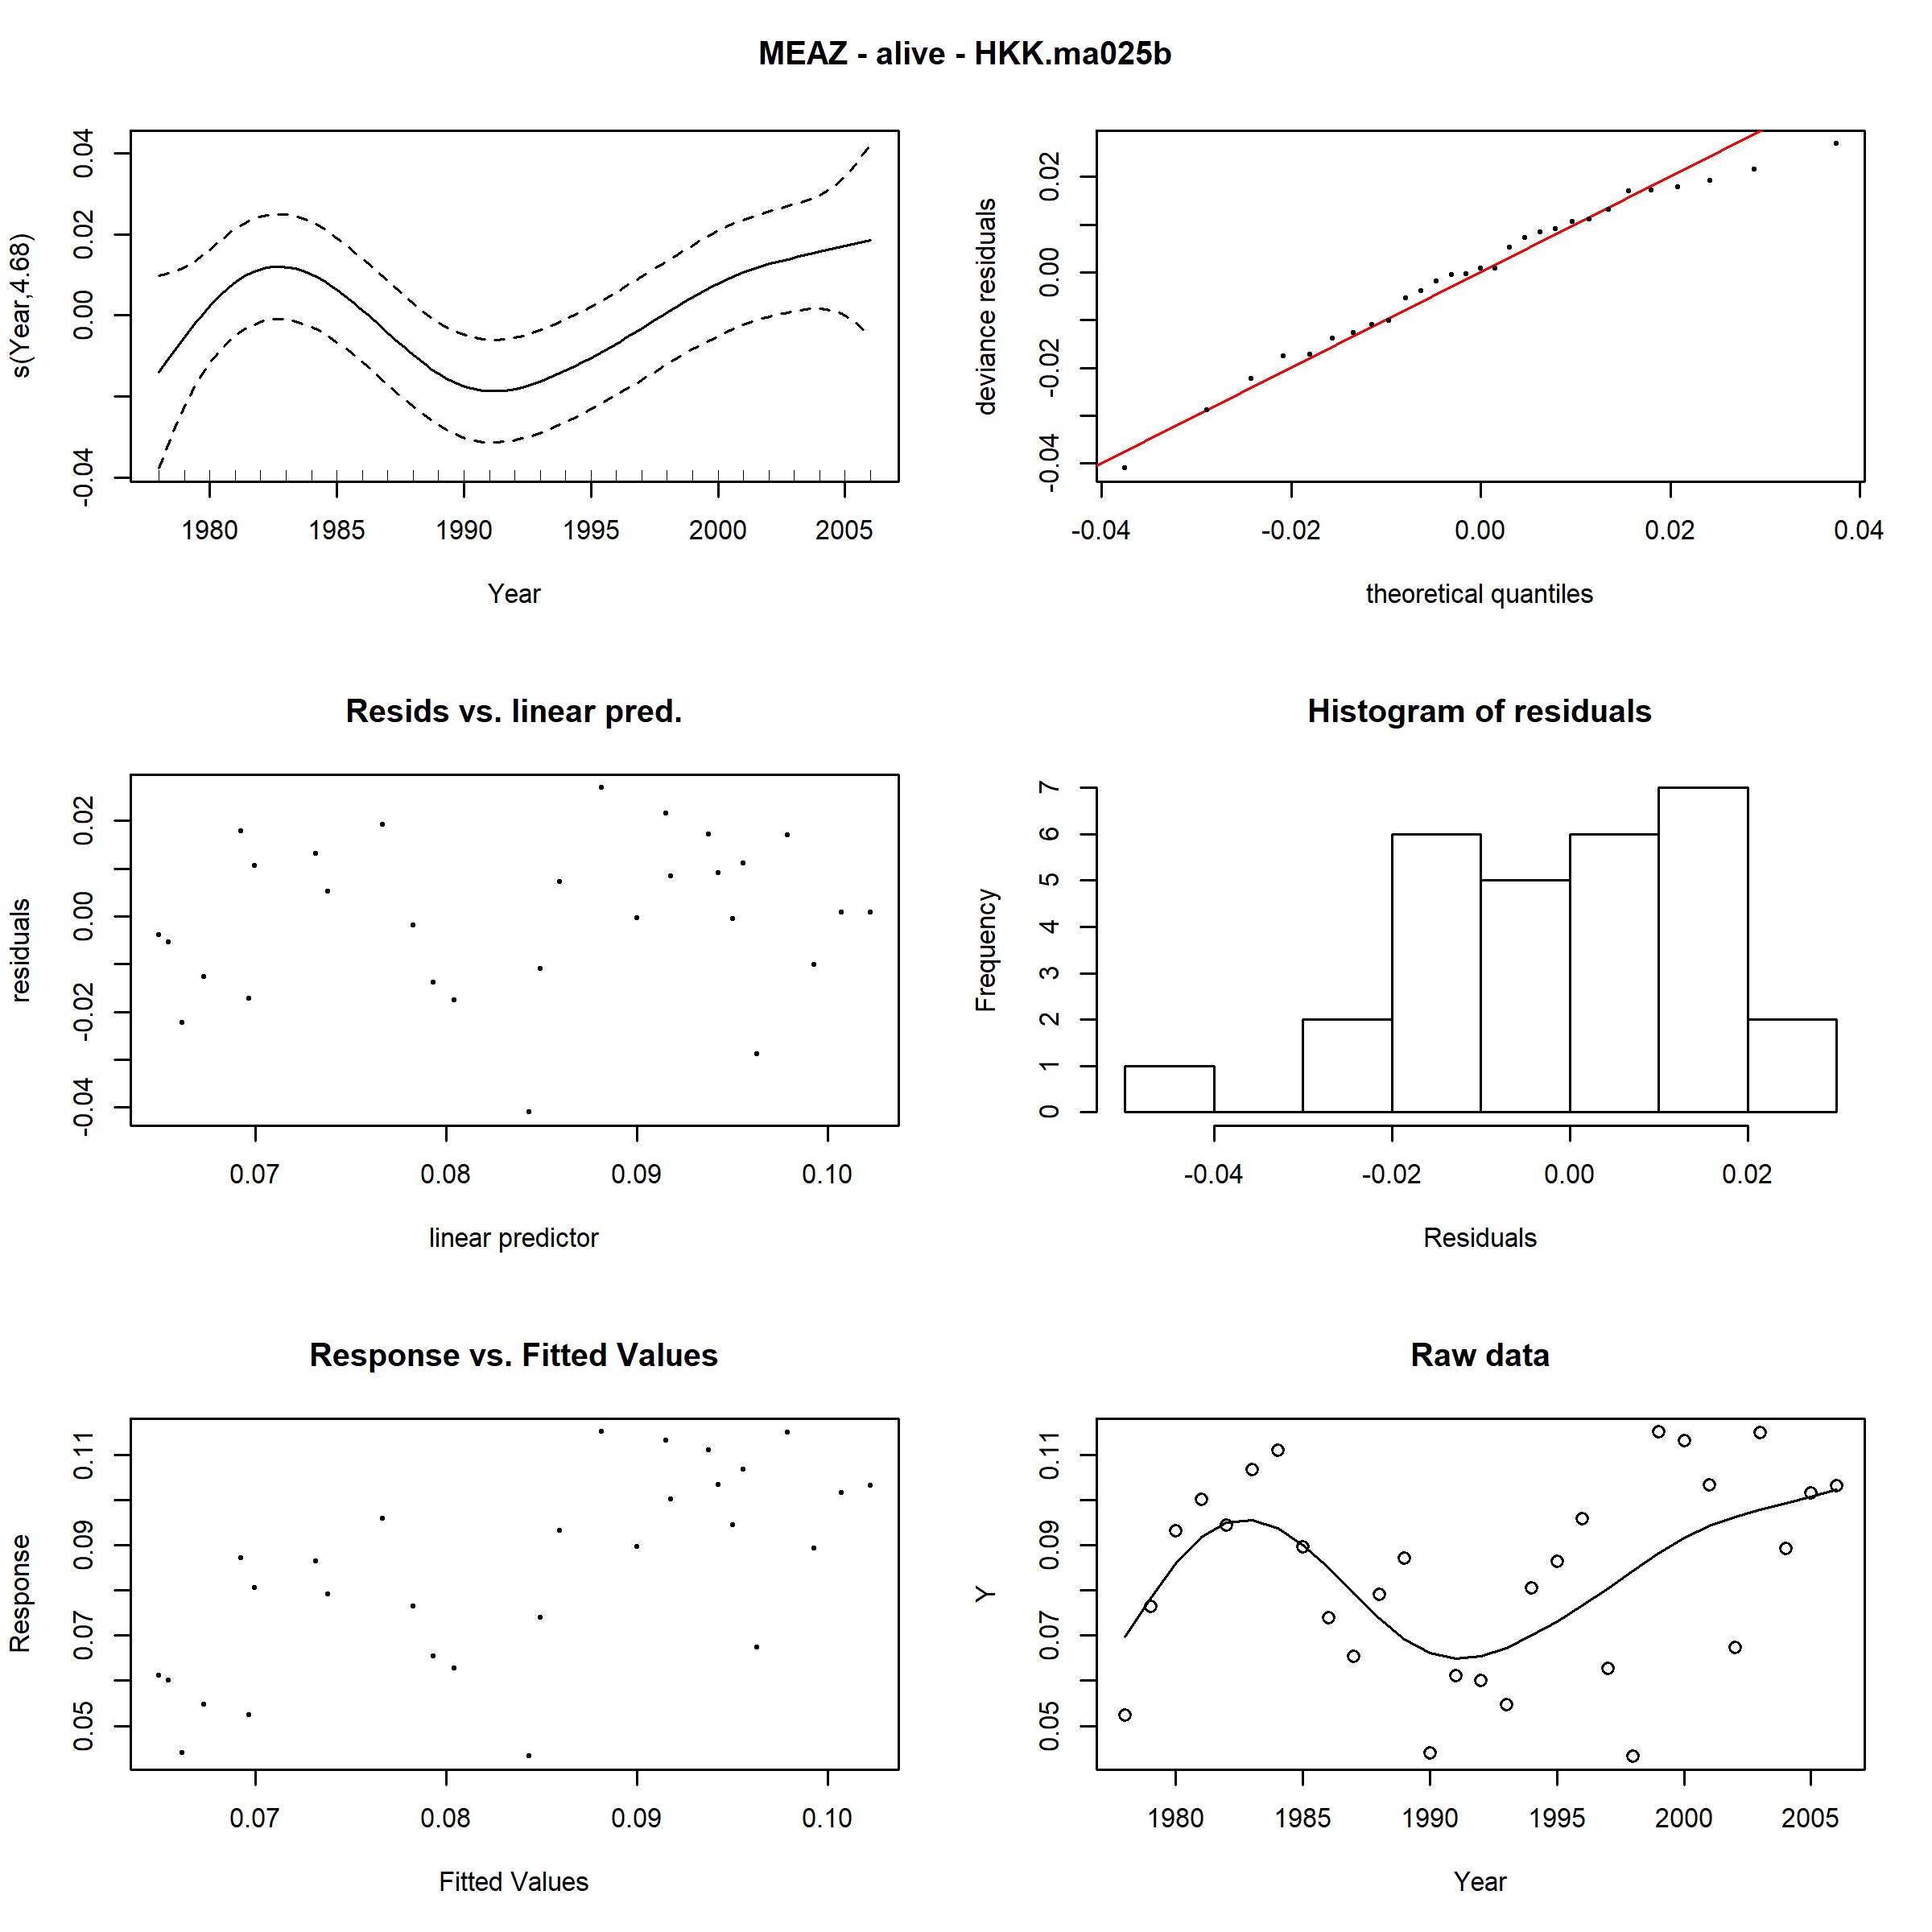 MEAZ - alive - HKK.ma025b
s(Year,4.68)
0.04
0.02
0.00
-0.04
1980 1985 1990 1995 2000 2005
Year
deviance residuals
0.02
0.00
-0.02
-0.04
-0.04 -0.02 0.00 0.02 0.04
theoretical quantiles
Resids vs. linear pred.
residuals
0.02
0.00
-0.02
-0.04
0.07 0.08 0.09 0.10
linear predictor
Histogram of residuals
Frequency
7
6
5
4
3
2
1
0
-0.04 -0.02 0.00 0.02
Residuals
Response vs. Fitted Values
Response
0.11
0.09
0.07
0.05
0.07 0.08 0.09 0.10
Fitted Values
Raw data
Y
0.11
0.09
0.07
0.05
1980 1985 1990 1995 2000 2005
Year